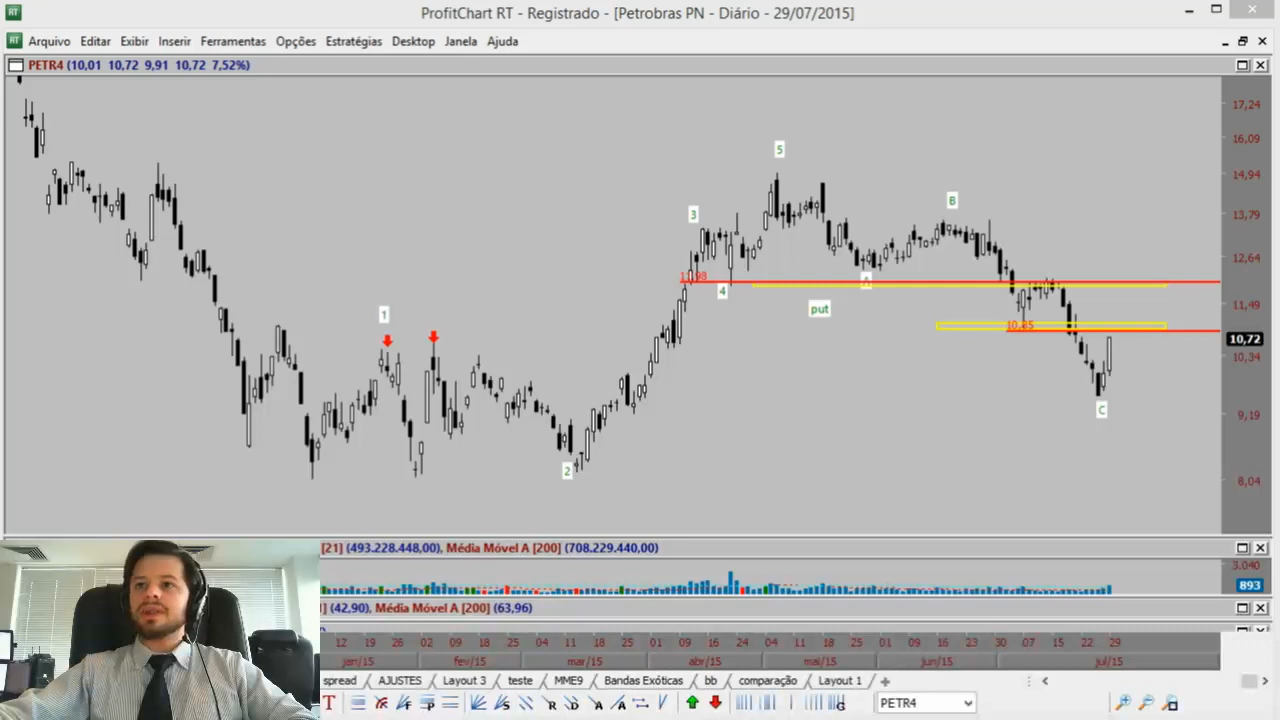 ProfitChart RT - Registrado - [Petrobras PN - Diário - 29/07/2015]
RT Arquivo Editar Exibir Inserir Ferramentas Opções Estratégias Desktop Janela Ajuda
PETR4 (10,01 10,72 9,91 10,72 7,52%)
17,24
16,09
5
14,94
B
3
13,79
12,64
11,98
A
4
put
11,49
10,85
1
10,72
10,34
C
9,19
2
8,04
[21] (493.228.448,00), Média Móvel A [200] (708.229.440,00)
3.040
893
] (42,90), Média Móvel A [200] (63,96)
12 19 26 02 09 18 25 04 11 18 25 01 09 15 23 04 11 18 25 01 09 16 23 30 08 15 22 29
jan/15 fev/15 mar/15 abr/15 mai/15 jun/15 jul/15
spread AJUSTES Layout 3 teste MME9 Bandas Exóticas bb comparação Layout 1
PETR4